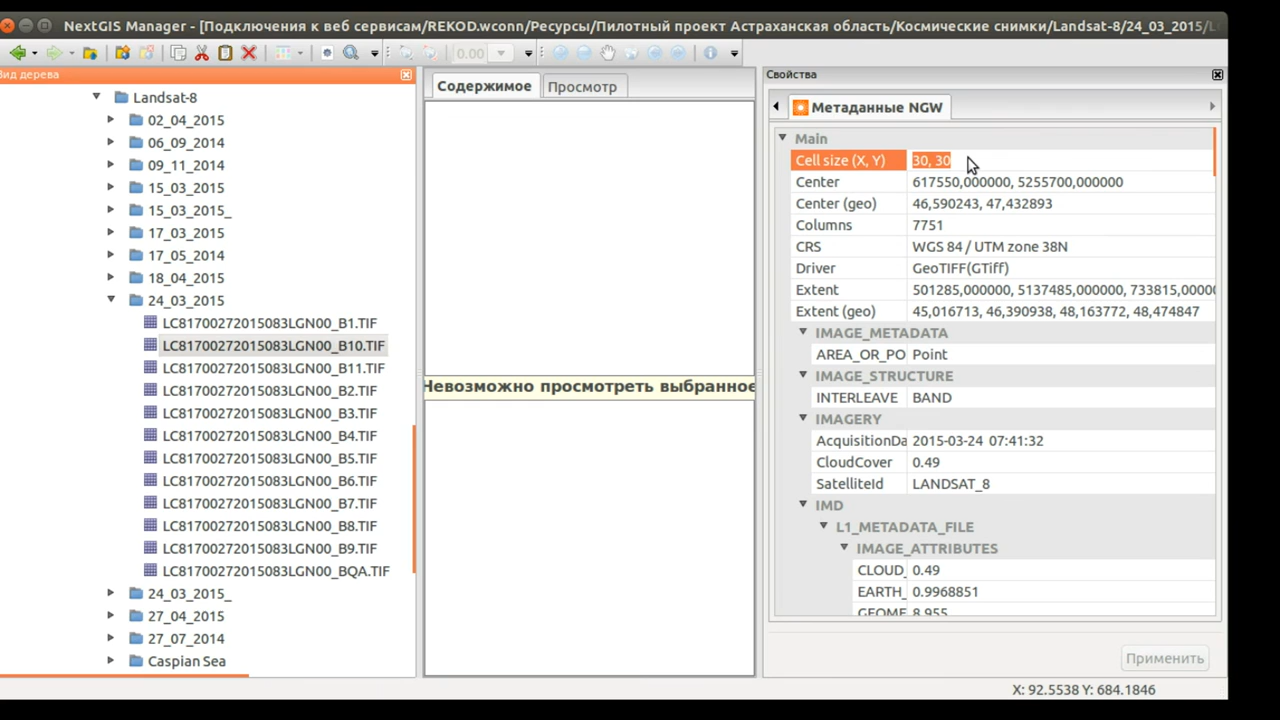 NextGIS Manager - [Подключения к веб сервисам/REKOD.wconn/Ресурсы/Пилотный проект Астраханская область/Космические снимки/Landsat-8/24_03_2015/L
0.00
Вид дерева
Landsat-8
02_04_2015
06_09_2014
09_11_2014
15_03_2015
15_03_2015_
17_03_2015
17_05_2014
18_04_2015
24_03_2015
LC81700272015083LGN00_B1.TIF
LC81700272015083LGN00_B10.TIF
LC81700272015083LGN00_B11.TIF
LC81700272015083LGN00_B2.TIF
LC81700272015083LGN00_B3.TIF
LC81700272015083LGN00_B4.TIF
LC81700272015083LGN00_B5.TIF
LC81700272015083LGN00_B6.TIF
LC81700272015083LGN00_B7.TIF
LC81700272015083LGN00_B8.TIF
LC81700272015083LGN00_B9.TIF
LC81700272015083LGN00_BQA.TIF
24_03_2015_
27_04_2015
27_07_2014
Caspian Sea
Содержимое Просмотр
Невозможно просмотреть выбранное
Свойства
Метаданные NGW
Main
Cell size (X, Y) 30, 30
Center 617550,000000, 5255700,000000
Center (geo) 46,590243, 47,432893
Columns 7751
CRS WGS 84 / UTM zone 38N
Driver GeoTIFF(GTiff)
Extent 501285,000000, 5137485,000000, 733815,0000
Extent (geo) 45,016713, 46,390938, 48,163772, 48,474847
IMAGE_METADATA
AREA_OR_PO Point
IMAGE_STRUCTURE
INTERLEAVE BAND
IMAGERY
AcquisitionDa 2015-03-24 07:41:32
CloudCover 0.49
SatelliteId LANDSAT_8
IMD
L1_METADATA_FILE
IMAGE_ATTRIBUTES
CLOUD_ 0.49
EARTH_ 0.9968851
GEOME 8.955
Применить
X: 92.5538 Y: 684.1846